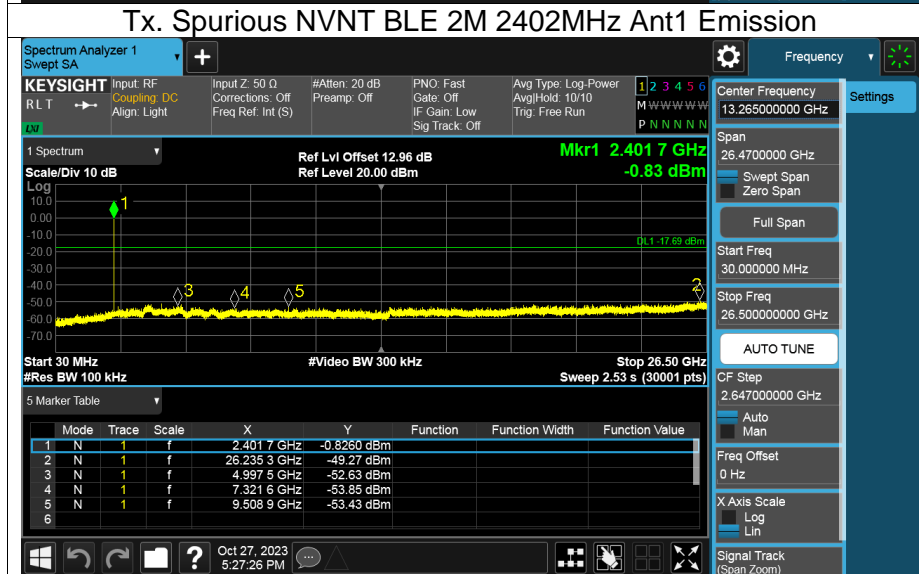 Tx. Spurious NVNT BLE 2M 2402MHz Ant1 Emission
Spectrum Analyzer 1
Swept SA
+
Frequency
KEYSIGHT
RLT
LXI
Input: RF
Coupling: DC
Align: Light
Input Z: 50 Ω
Corrections: Off
Freq Ref: Int (S)
#Atten: 20 dB
Preamp: Off
PNO: Fast
Gate: Off
IF Gain: Low
Sig Track: Off
Avg Type: Log-Power
Avg|Hold: 10/10
Trig: Free Run
1 2 3 4 5 6
M W W W W W
P N N N N N
1 Spectrum
Scale/Div 10 dB
Ref Lvl Offset 12.96 dB
Ref Level 20.00 dBm
Mkr1 2.401 7 GHz
-0.83 dBm
Log
10.0
0.00
-10.0
-20.0
-30.0
-40.0
-50.0
-60.0
-70.0
1
DL1 -17.69 dBm
2
3
4
5
Start 30 MHz
#Video BW 300 kHz
Stop 26.50 GHz
#Res BW 100 kHz
Sweep 2.53 s (30001 pts)
5 Marker Table
Mode Trace Scale X Y Function Function Width Function Value
1 N 1 f 2.401 7 GHz -0.8260 dBm
2 N 1 f 26.235 3 GHz -49.27 dBm
3 N 1 f 4.997 5 GHz -52.63 dBm
4 N 1 f 7.321 6 GHz -53.85 dBm
5 N 1 f 9.508 9 GHz -53.43 dBm
6
?
Oct 27, 2023
5:27:26 PM
Center Frequency
13.265000000 GHz
Settings
Span
26.4700000 GHz
Swept Span
Zero Span
Full Span
Start Freq
30.000000 MHz
Stop Freq
26.500000000 GHz
AUTO TUNE
CF Step
2.647000000 GHz
Auto
Man
Freq Offset
0 Hz
X Axis Scale
Log
Lin
Signal Track
(Span Zoom)